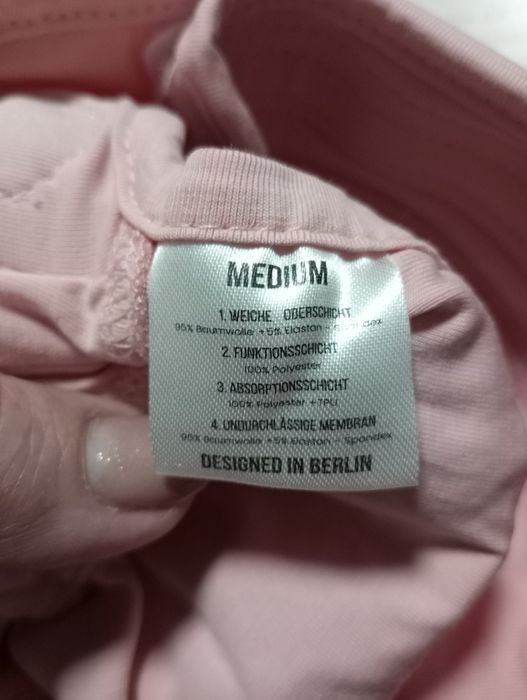 MEDIUM
1. WEICHE OBERSCHICHT
95% Baumwolle +5% Elastan - Spandex
2. FUNKTIONSSCHICHT
100% Polyester
3. ABSORPTIONSSCHICHT
100% Polyester +TPU
4. UNDURCHLÄSSIGE MEMBRAN
95% Baumwolle +5% Elastan - Spandex
DESIGNED IN BERLIN